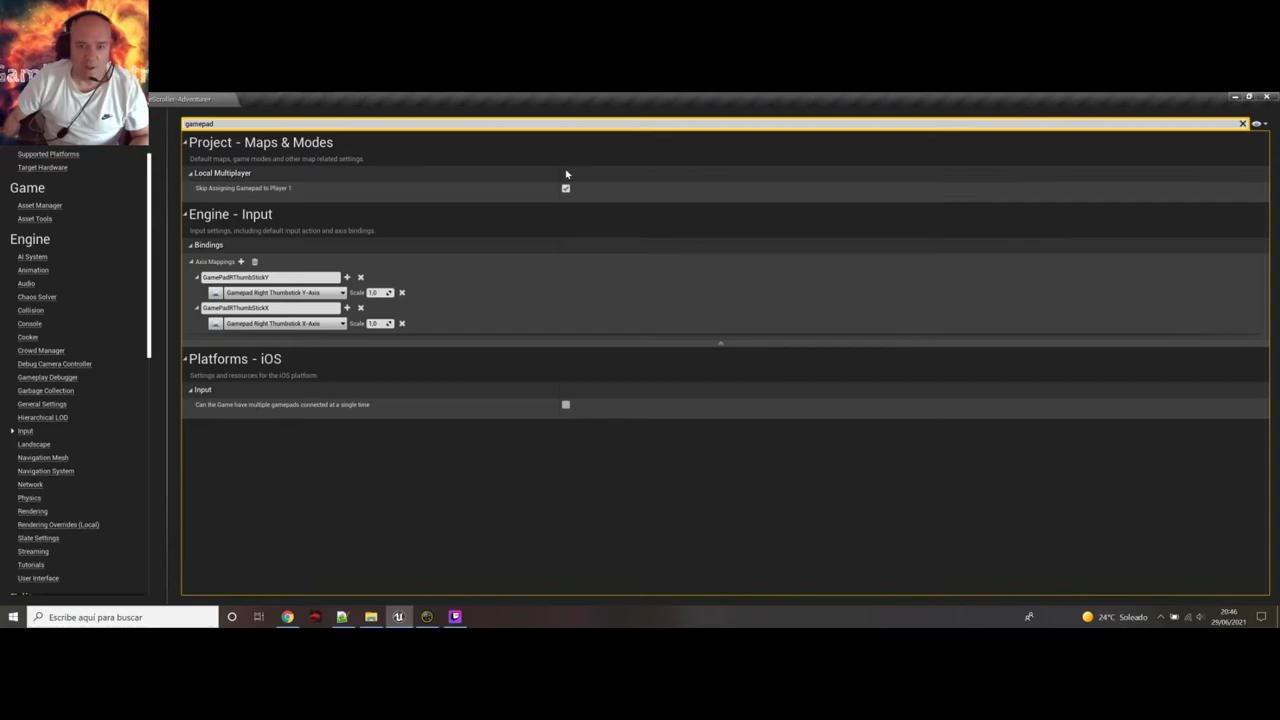 eScroller-Adventure
gamepad
Supported Platforms
Target Hardware
Game
Asset Manager
Asset Tools
Engine
AI System
Animation
Audio
Chaos Solver
Collision
Console
Cooker
Crowd Manager
Debug Camera Controller
Gameplay Debugger
Garbage Collection
General Settings
Hierarchical LOD
Input
Landscape
Navigation Mesh
Navigation System
Network
Physics
Rendering
Rendering Overrides (Local)
Slate Settings
Streaming
Tutorials
User Interface
Project - Maps & Modes
Default maps, game modes and other map related settings.
Local Multiplayer
Skip Assigning Gamepad to Player 1
Engine - Input
Input settings, including default input action and axis bindings.
Bindings
Axis Mappings
GamePadRThumbStickY
Gamepad Right Thumbstick Y-Axis Scale 1,0
GamePadRThumbStickX
Gamepad Right Thumbstick X-Axis Scale 1,0
Platforms - iOS
Settings and resources for the iOS platform
Input
Can the Game have multiple gamepads connected at a single time
Escribe aquí para buscar
24°C Soleado
20:46
29/06/2021